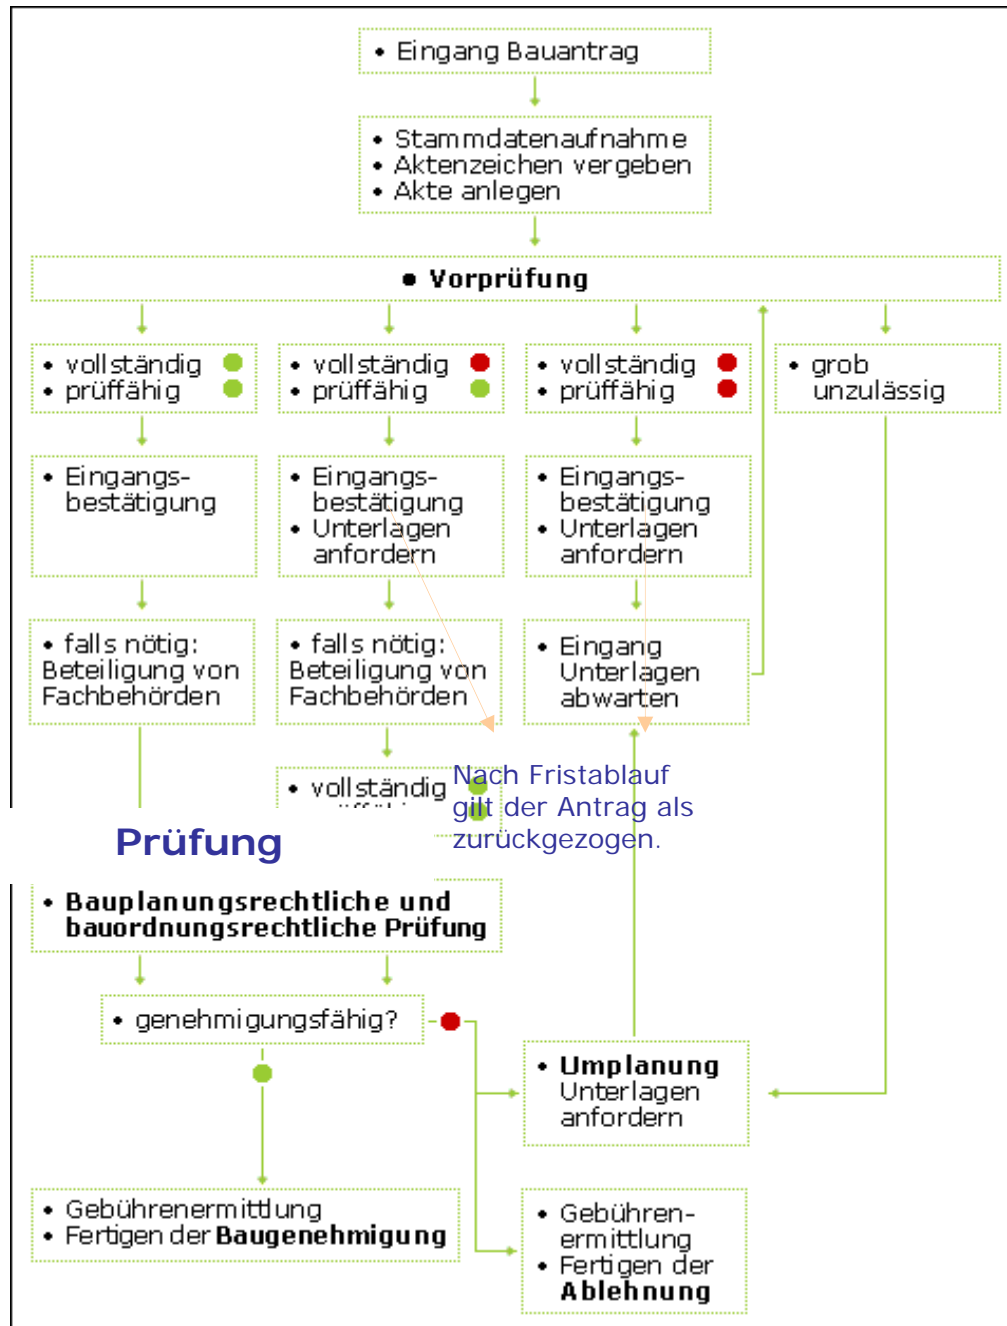 • Eingang Bauantrag
• Stammdatenaufnahme
• Aktenzeichen vergeben
• Akte anlegen
• Vorprüfung
• vollständig
• prüffähig
• vollständig
• prüffähig
• vollständig
• prüffähig
• grob
unzulässig
• Eingangs-
bestätigung
• Eingangs-
bestätigung
• Unterlagen
anfordern
• Eingangs-
bestätigung
• Unterlagen
anfordern
• falls nötig:
Beteiligung von
Fachbehörden
• falls nötig:
Beteiligung von
Fachbehörden
• Eingang
Unterlagen
abwarten
• vollständig
Nach Fristablauf
gilt der Antrag als
zurückgezogen.
Prüfung
• Bauplanungsrechtliche und
bauordnungsrechtliche Prüfung
• genehmigungsfähig?
• Umplanung
Unterlagen
anfordern
• Gebührenermittlung
• Fertigen der Baugenehmigung
• Gebühren-
ermittlung
• Fertigen der
Ablehnung